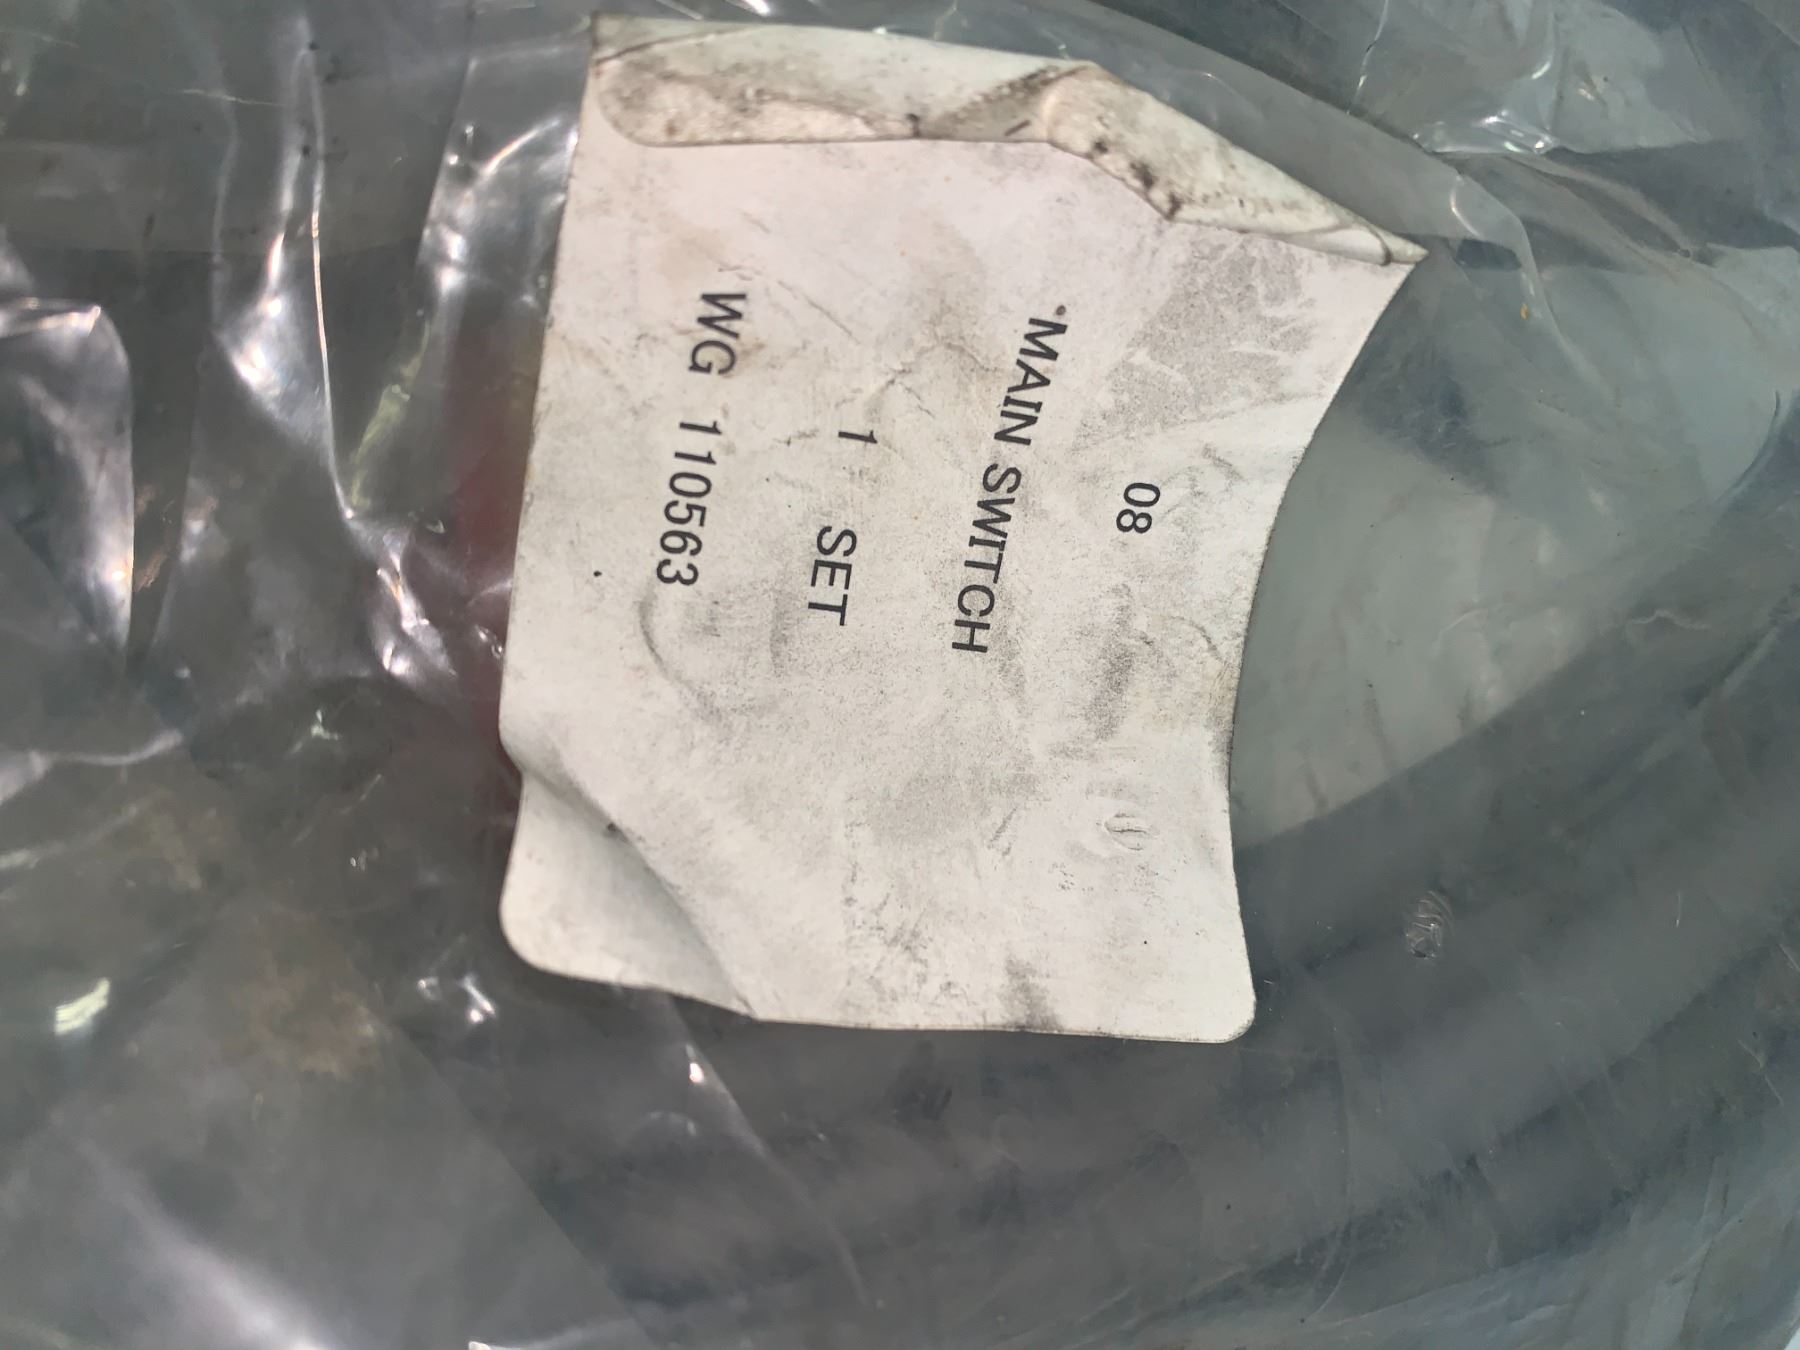 08
"MAIN SWITCH
1 SET
WG 110563